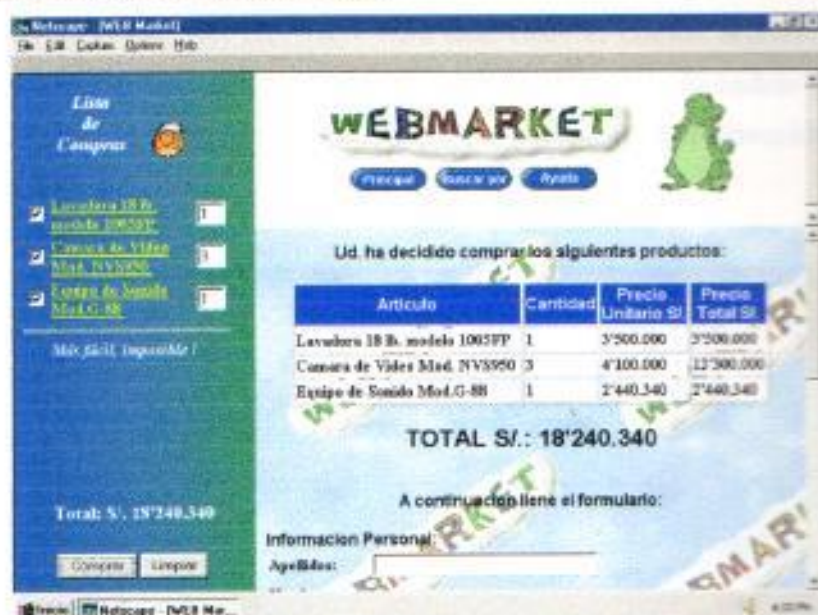 Netscape - [WEB Market]
File Edit Explore Options Help
Lista
de
Compras
Lavadora 18 lb.
modelo 1005FP
1
Camara de Video
Mod. NVS950
3
Equipo de Sonido
Mod.G-88
1
Más fácil, imposible !
Total: S/. 18'240.340
Comprar Limpiar
WEBMARKET
Principal Buscar por Ayuda
Ud. ha decidido comprar los siguientes productos:
Articulo Cantidad Precio Unitario S/. Precio Total S/.
Lavadora 18 lb. modelo 1005FP 1 3'500.000 3'500.000
Camara de Video Mod. NVS950 3 4'100.000 12'300.000
Equipo de Sonido Mod.G-88 1 2'440.340 2'440.340
TOTAL S/.: 18'240.340
A continuacion llene el formulario:
Informacion Personal
Apellidos:
Inicio Netscape - [WEB Mar...